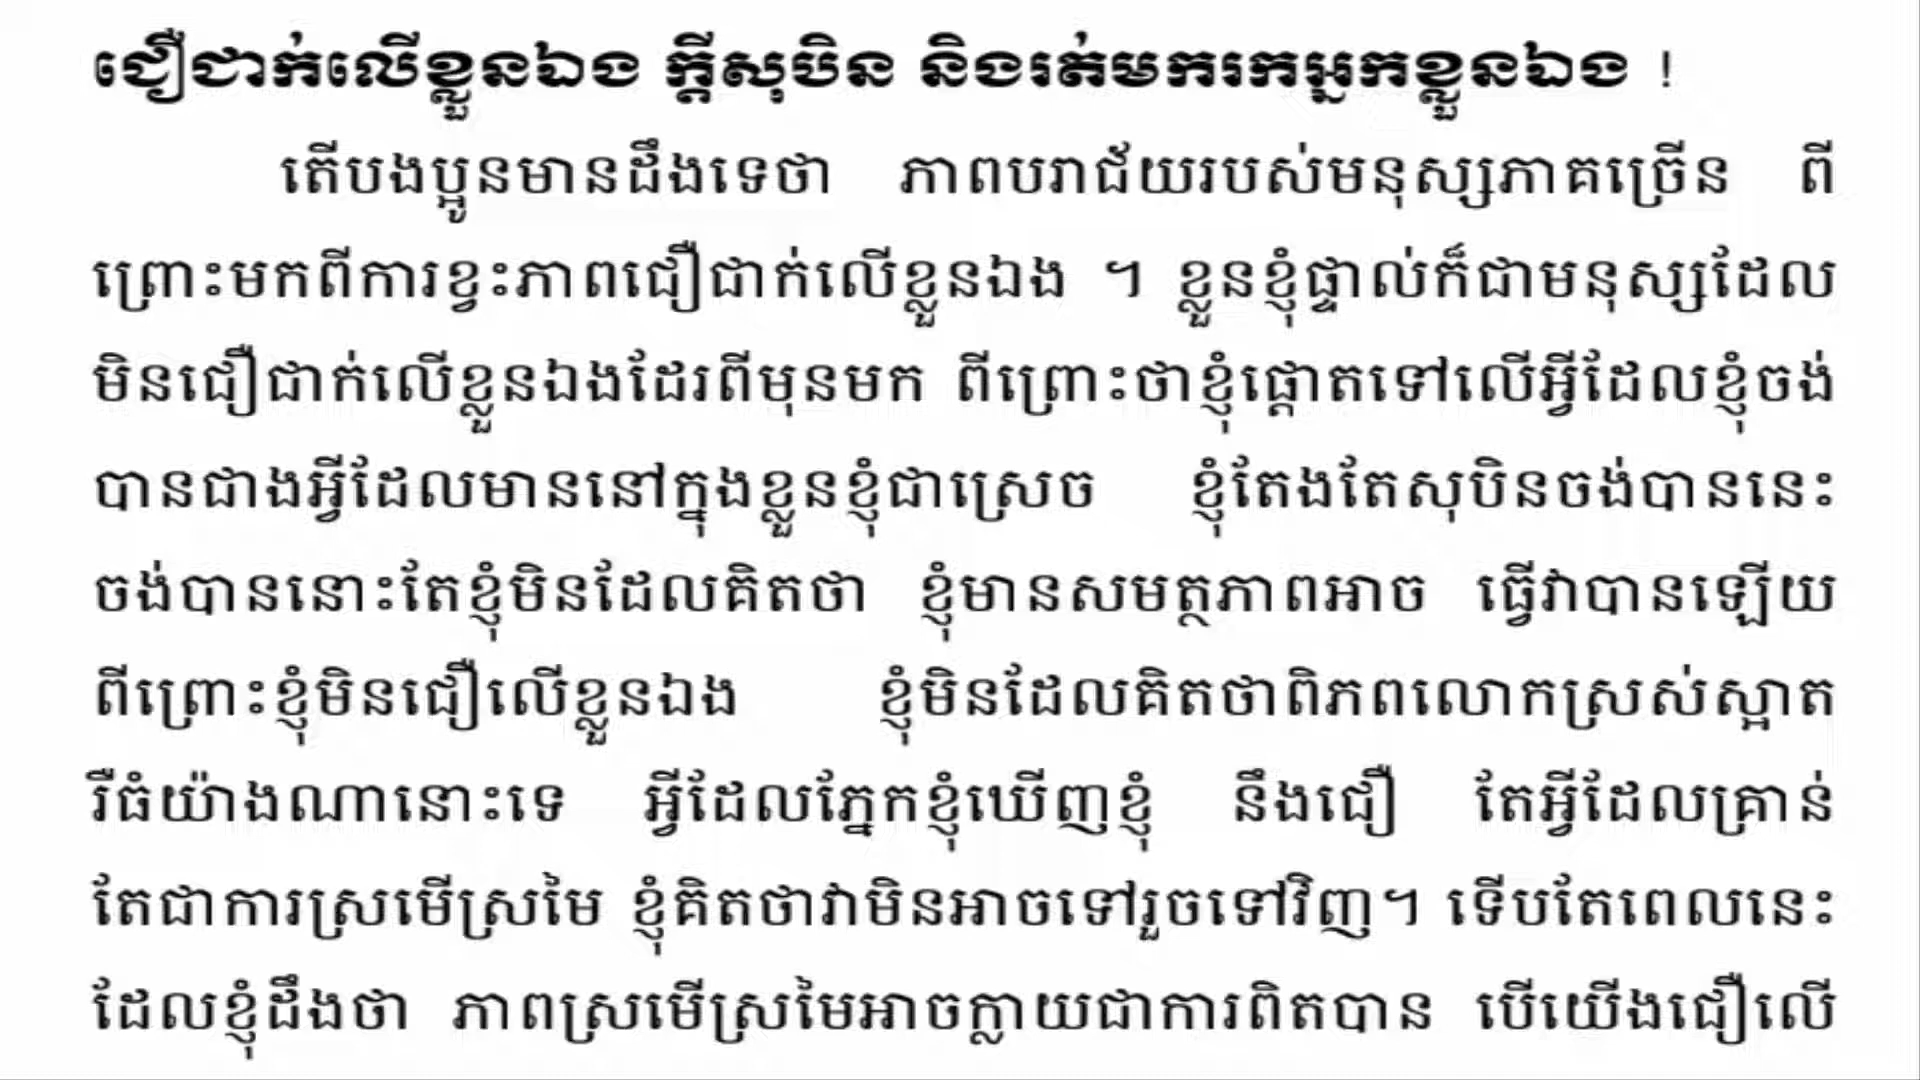 ជឿជាក់លើខ្លួនឯង ក្ដីសុបិន និងរត់មករកអ្នកខ្លួនឯង !
តើបងប្អូនមានដឹងទេថា ភាពបរាជ័យរបស់មនុស្សភាគច្រើន ពី
ព្រោះមកពីការខ្វះភាពជឿជាក់លើខ្លួនឯង ។ ខ្លួនខ្ញុំផ្ទាល់ក៏ជាមនុស្សដែល
មិនជឿជាក់លើខ្លួនឯងដែរពីមុនមក ពីព្រោះថាខ្ញុំផ្ដោតទៅលើអ្វីដែលខ្ញុំចង់
បានជាងអ្វីដែលមាននៅក្នុងខ្លួនខ្ញុំជាស្រេច ខ្ញុំតែងតែសុបិនចង់បាននេះ
ចង់បាននោះតែខ្ញុំមិនដែលគិតថា ខ្ញុំមានសមត្ថភាពអាច ធ្វើវាបានឡើយ
ពីព្រោះខ្ញុំមិនជឿលើខ្លួនឯង ខ្ញុំមិនដែលគិតថាពិភពលោកស្រស់ស្អាត
រឺធំយ៉ាងណានោះទេ អ្វីដែលភ្នែកខ្ញុំឃើញខ្ញុំ នឹងជឿ តែអ្វីដែលគ្រាន់
តែជាការស្រមើស្រមៃ ខ្ញុំគិតថាវាមិនអាចទៅរួចទៅវិញ។ ទើបតែពេលនេះ
ដែលខ្ញុំដឹងថា ភាពស្រមើស្រមៃអាចក្លាយជាការពិតបាន បើយើងជឿលើ